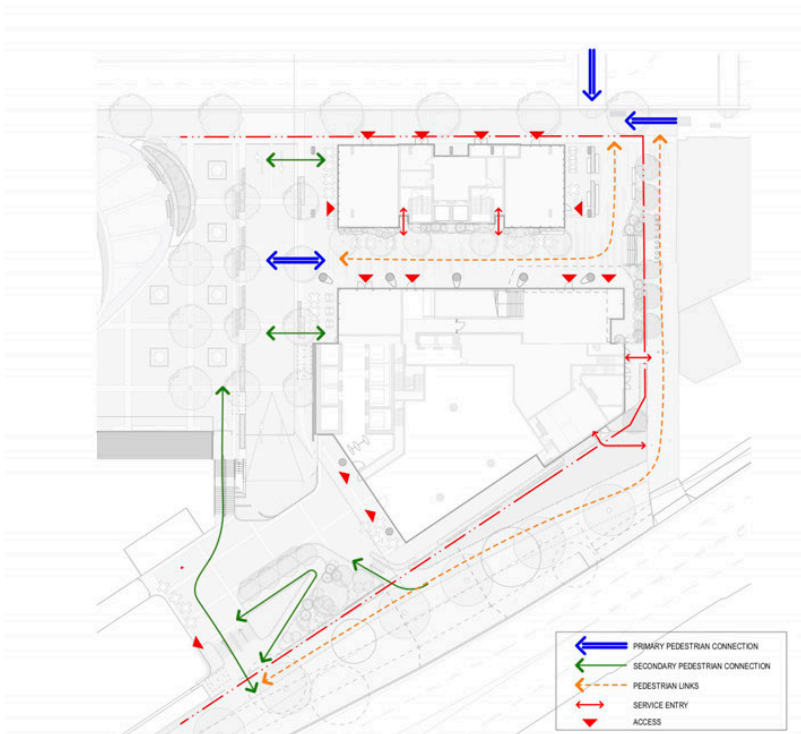 PRIMARY PEDESTRIAN CONNECTION
SECONDARY PEDESTRIAN CONNECTION
PEDESTRIAN LINKS
SERVICE ENTRY
ACCESS